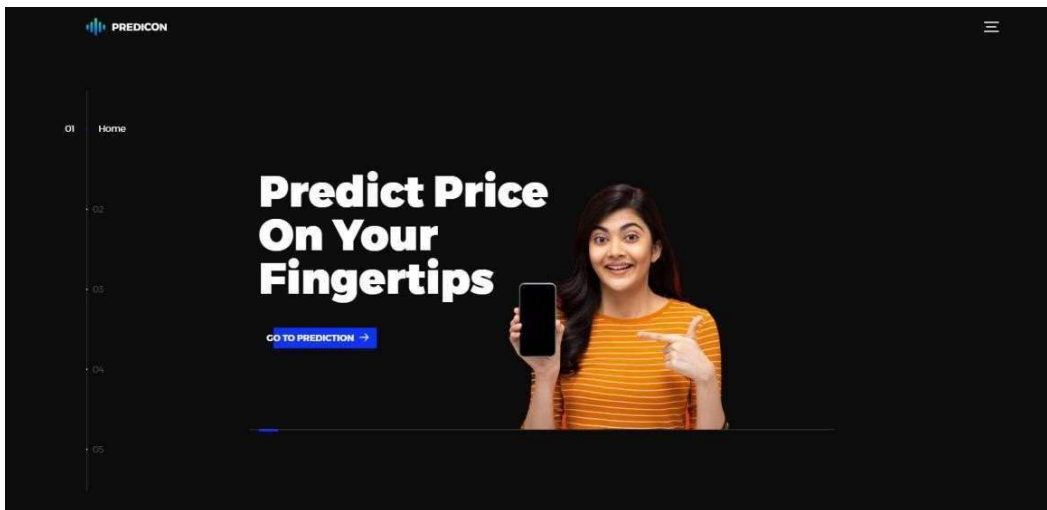 PREDICON
01 Home
02
03
04
05
Predict Price
On Your
Fingertips
GO TO PREDICTION →